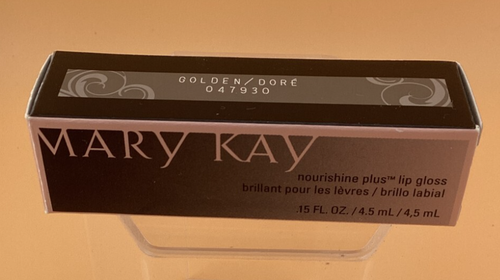 GOLDEN/DORÉ
047930
MARY KAY
nourishine plus™ lip gloss
brillant pour les lèvres / brillo labial
.15 FL. OZ. / 4.5 mL / 4,5 mL